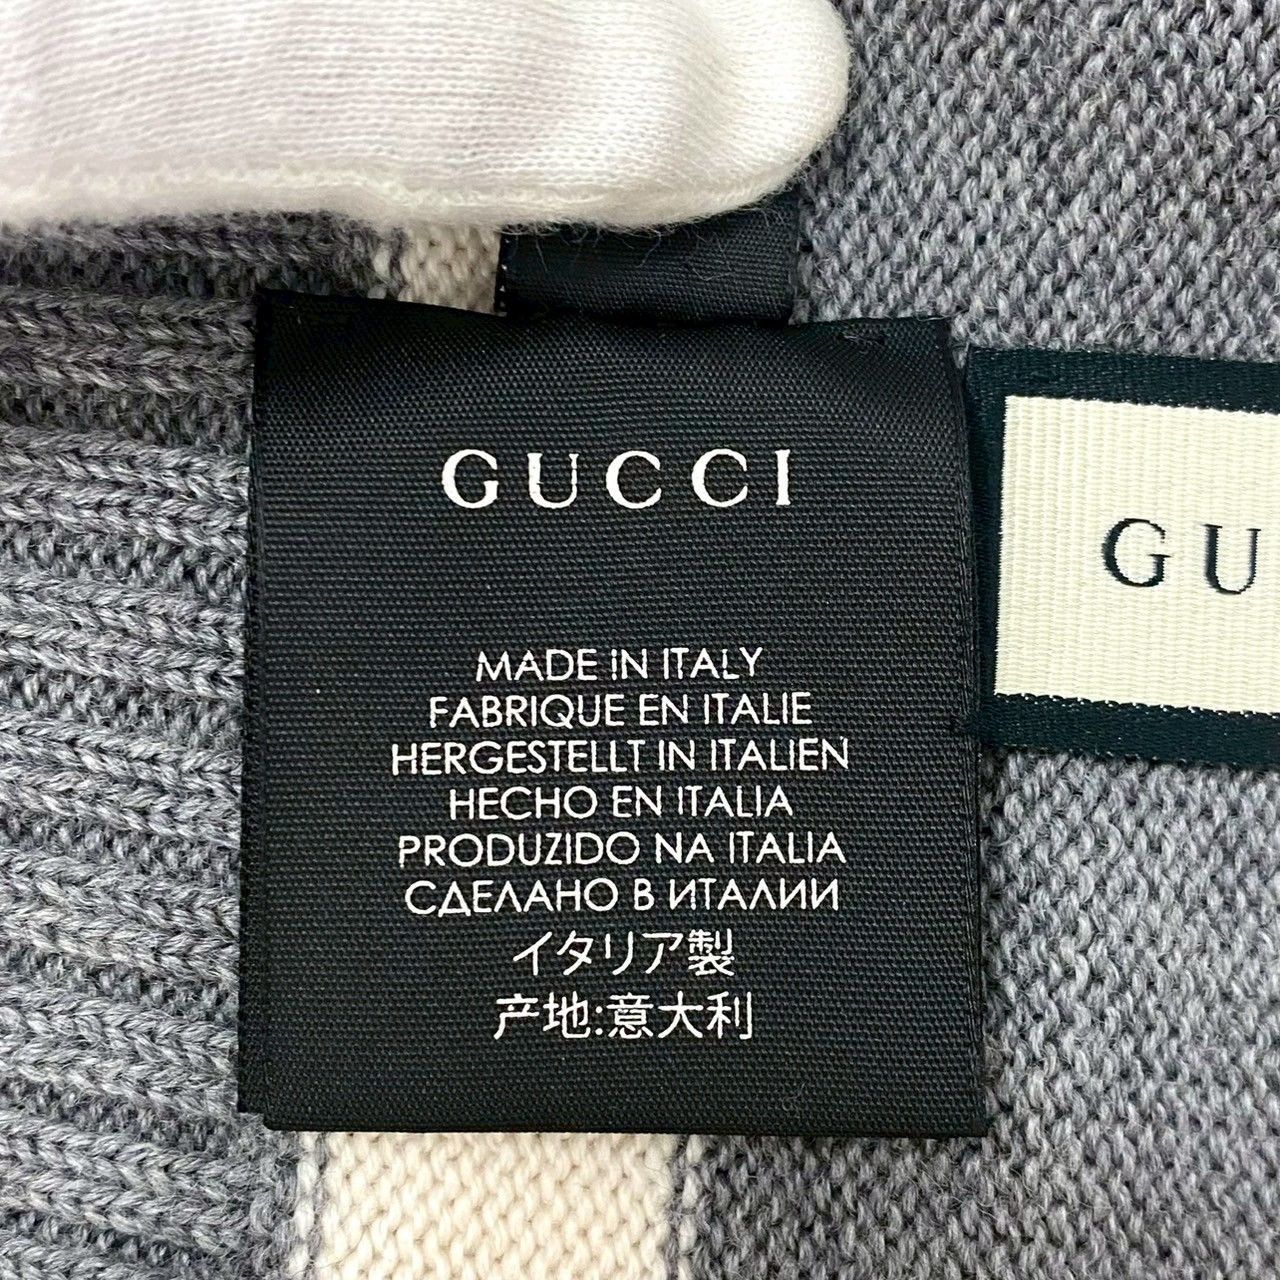 GUCCI
MADE IN ITALY
FABRIQUE EN ITALIE
HERGESTELLT IN ITALIEN
HECHO EN ITALIA
PRODUZIDO NA ITALIA
СДЕЛАНО В ИТАЛИИ
イタリア製
产地:意大利
GU